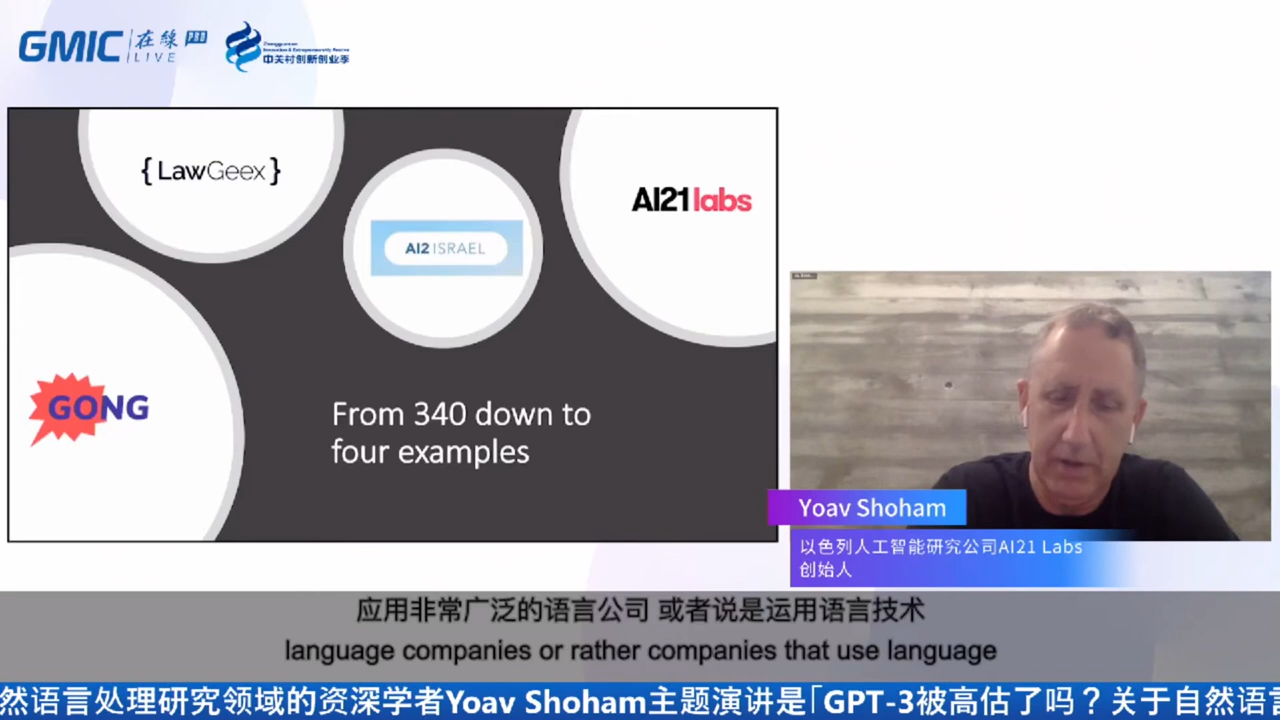 GMIC 在線 PRO
LIVE
中关村创新创业季
{LawGeex}
AI2 ISRAEL
AI21labs
GONG
From 340 down to
four examples
Yoav Shoham
以色列人工智能研究公司AI21 Labs
创始人
应用非常广泛的语言公司 或者说是运用语言技术
language companies or rather companies that use language
然语言处理研究领域的资深学者Yoav Shoham主题演讲是「GPT-3被高估了吗？关于自然语言